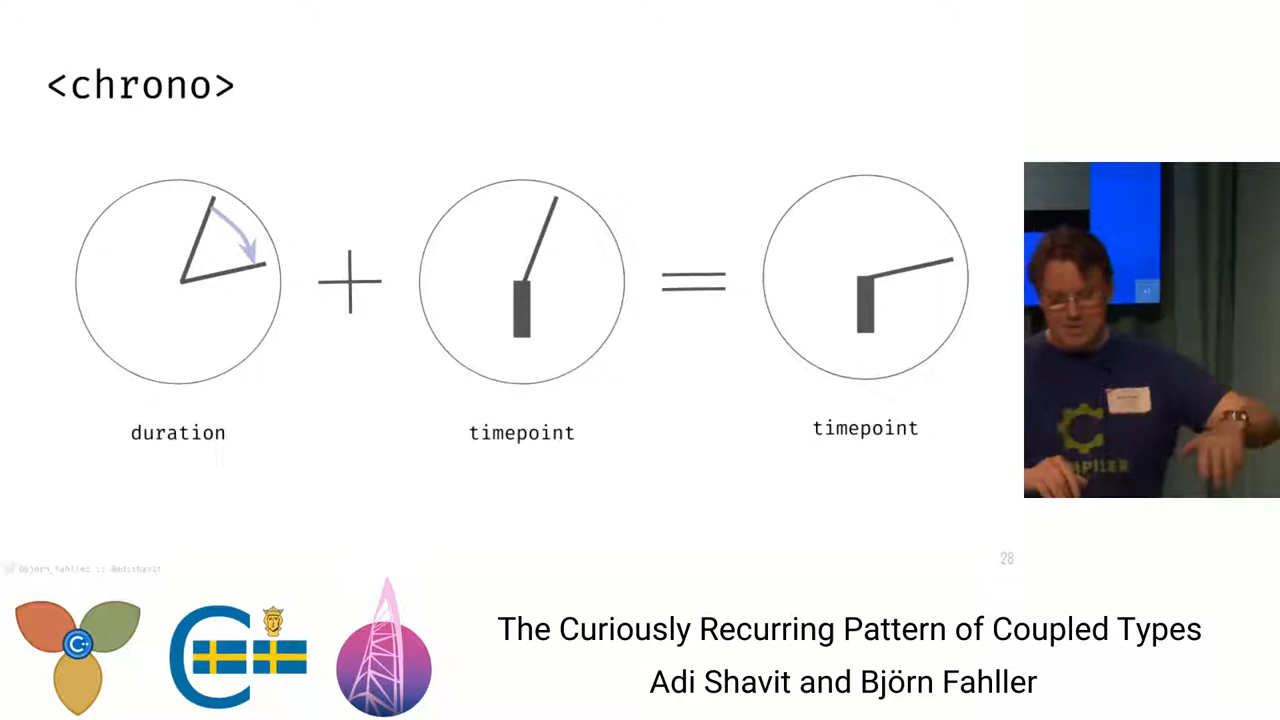 <chrono>
duration
timepoint
timepoint
28
The Curiously Recurring Pattern of Coupled Types
Adi Shavit and Björn Fahller